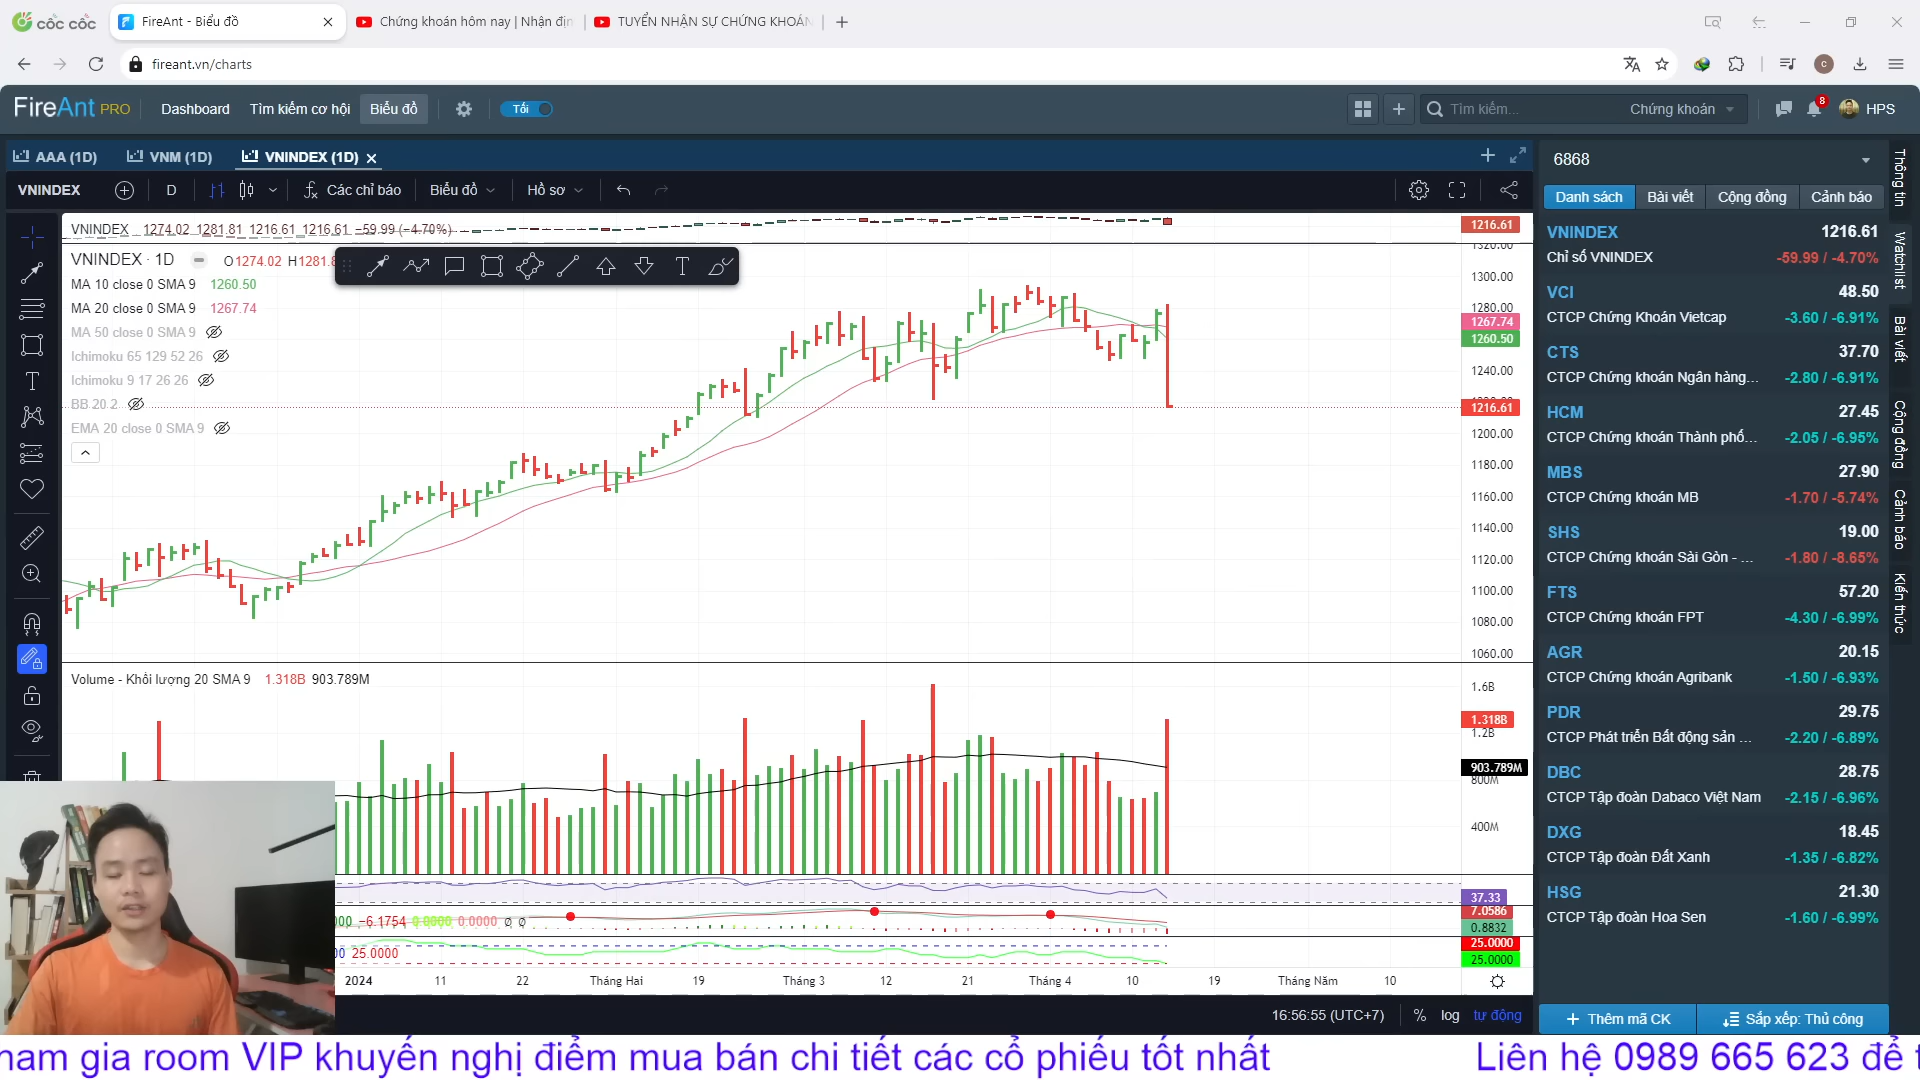 cốc cốc
FireAnt - Biểu đồ
Chứng khoán hôm nay | Nhận địn
TUYỂN NHẬN SỰ CHỨNG KHOÁN
fireant.vn/charts
FireAnt PRO
Dashboard
Tìm kiếm cơ hội
Biểu đồ
Tối
Tìm kiếm...
Chứng khoán
8
HPS
AAA (1D)
VNM (1D)
VNINDEX (1D)
VNINDEX
D
Các chỉ báo
Biểu đồ
Hồ sơ
VNINDEX 1274.02 1281.81 1216.61 1216.61 −59.99 (−4.70%)
VNINDEX · 1D O1274.02 H1281.8
MA 10 close 0 SMA 9 1260.50
MA 20 close 0 SMA 9 1267.74
MA 50 close 0 SMA 9
Ichimoku 65 129 52 26
Ichimoku 9 17 26 26
BB 20 2
EMA 20 close 0 SMA 9
1216.61
1320.00
1300.00
1280.00
1267.74
1260.50
1240.00
1216.61
1200.00
1180.00
1160.00
1140.00
1120.00
1100.00
1080.00
1060.00
Volume - Khối lượng 20 SMA 9 1.318B 903.789M
1.6B
1.318B
1.2B
903.789M
800M
400M
37.33
7.0586
0.8832
25.0000
25.0000
000 −6.1754 0.0000 0.0000 ∅ ∅
00 25.0000
2024 11 22 Tháng Hai 19 Tháng 3 12 21 Tháng 4 10 19 Tháng Năm 10
16:56:55 (UTC+7) % log tự động
6868
Danh sách Bài viết Cộng đồng Cảnh báo
VNINDEX 1216.61
Chỉ số VNINDEX -59.99 / -4.70%
VCI 48.50
CTCP Chứng Khoán Vietcap -3.60 / -6.91%
CTS 37.70
CTCP Chứng khoán Ngân hàng... -2.80 / -6.91%
HCM 27.45
CTCP Chứng khoán Thành phố... -2.05 / -6.95%
MBS 27.90
CTCP Chứng khoán MB -1.70 / -5.74%
SHS 19.00
CTCP Chứng khoán Sài Gòn - ... -1.80 / -8.65%
FTS 57.20
CTCP Chứng khoán FPT -4.30 / -6.99%
AGR 20.15
CTCP Chứng khoán Agribank -1.50 / -6.93%
PDR 29.75
CTCP Phát triển Bất động sản ... -2.20 / -6.89%
DBC 28.75
CTCP Tập đoàn Dabaco Việt Nam -2.15 / -6.96%
DXG 18.45
CTCP Tập đoàn Đất Xanh -1.35 / -6.82%
HSG 21.30
CTCP Tập đoàn Hoa Sen -1.60 / -6.99%
Thêm mã CK
Sắp xếp: Thủ công
Thông tin
Watchlist
Bài viết
Cộng đồng
Cảnh báo
Kiến thức
ham gia room VIP khuyến nghị điểm mua bán chi tiết các cổ phiếu tốt nhất
Liên hệ 0989 665 623 để t